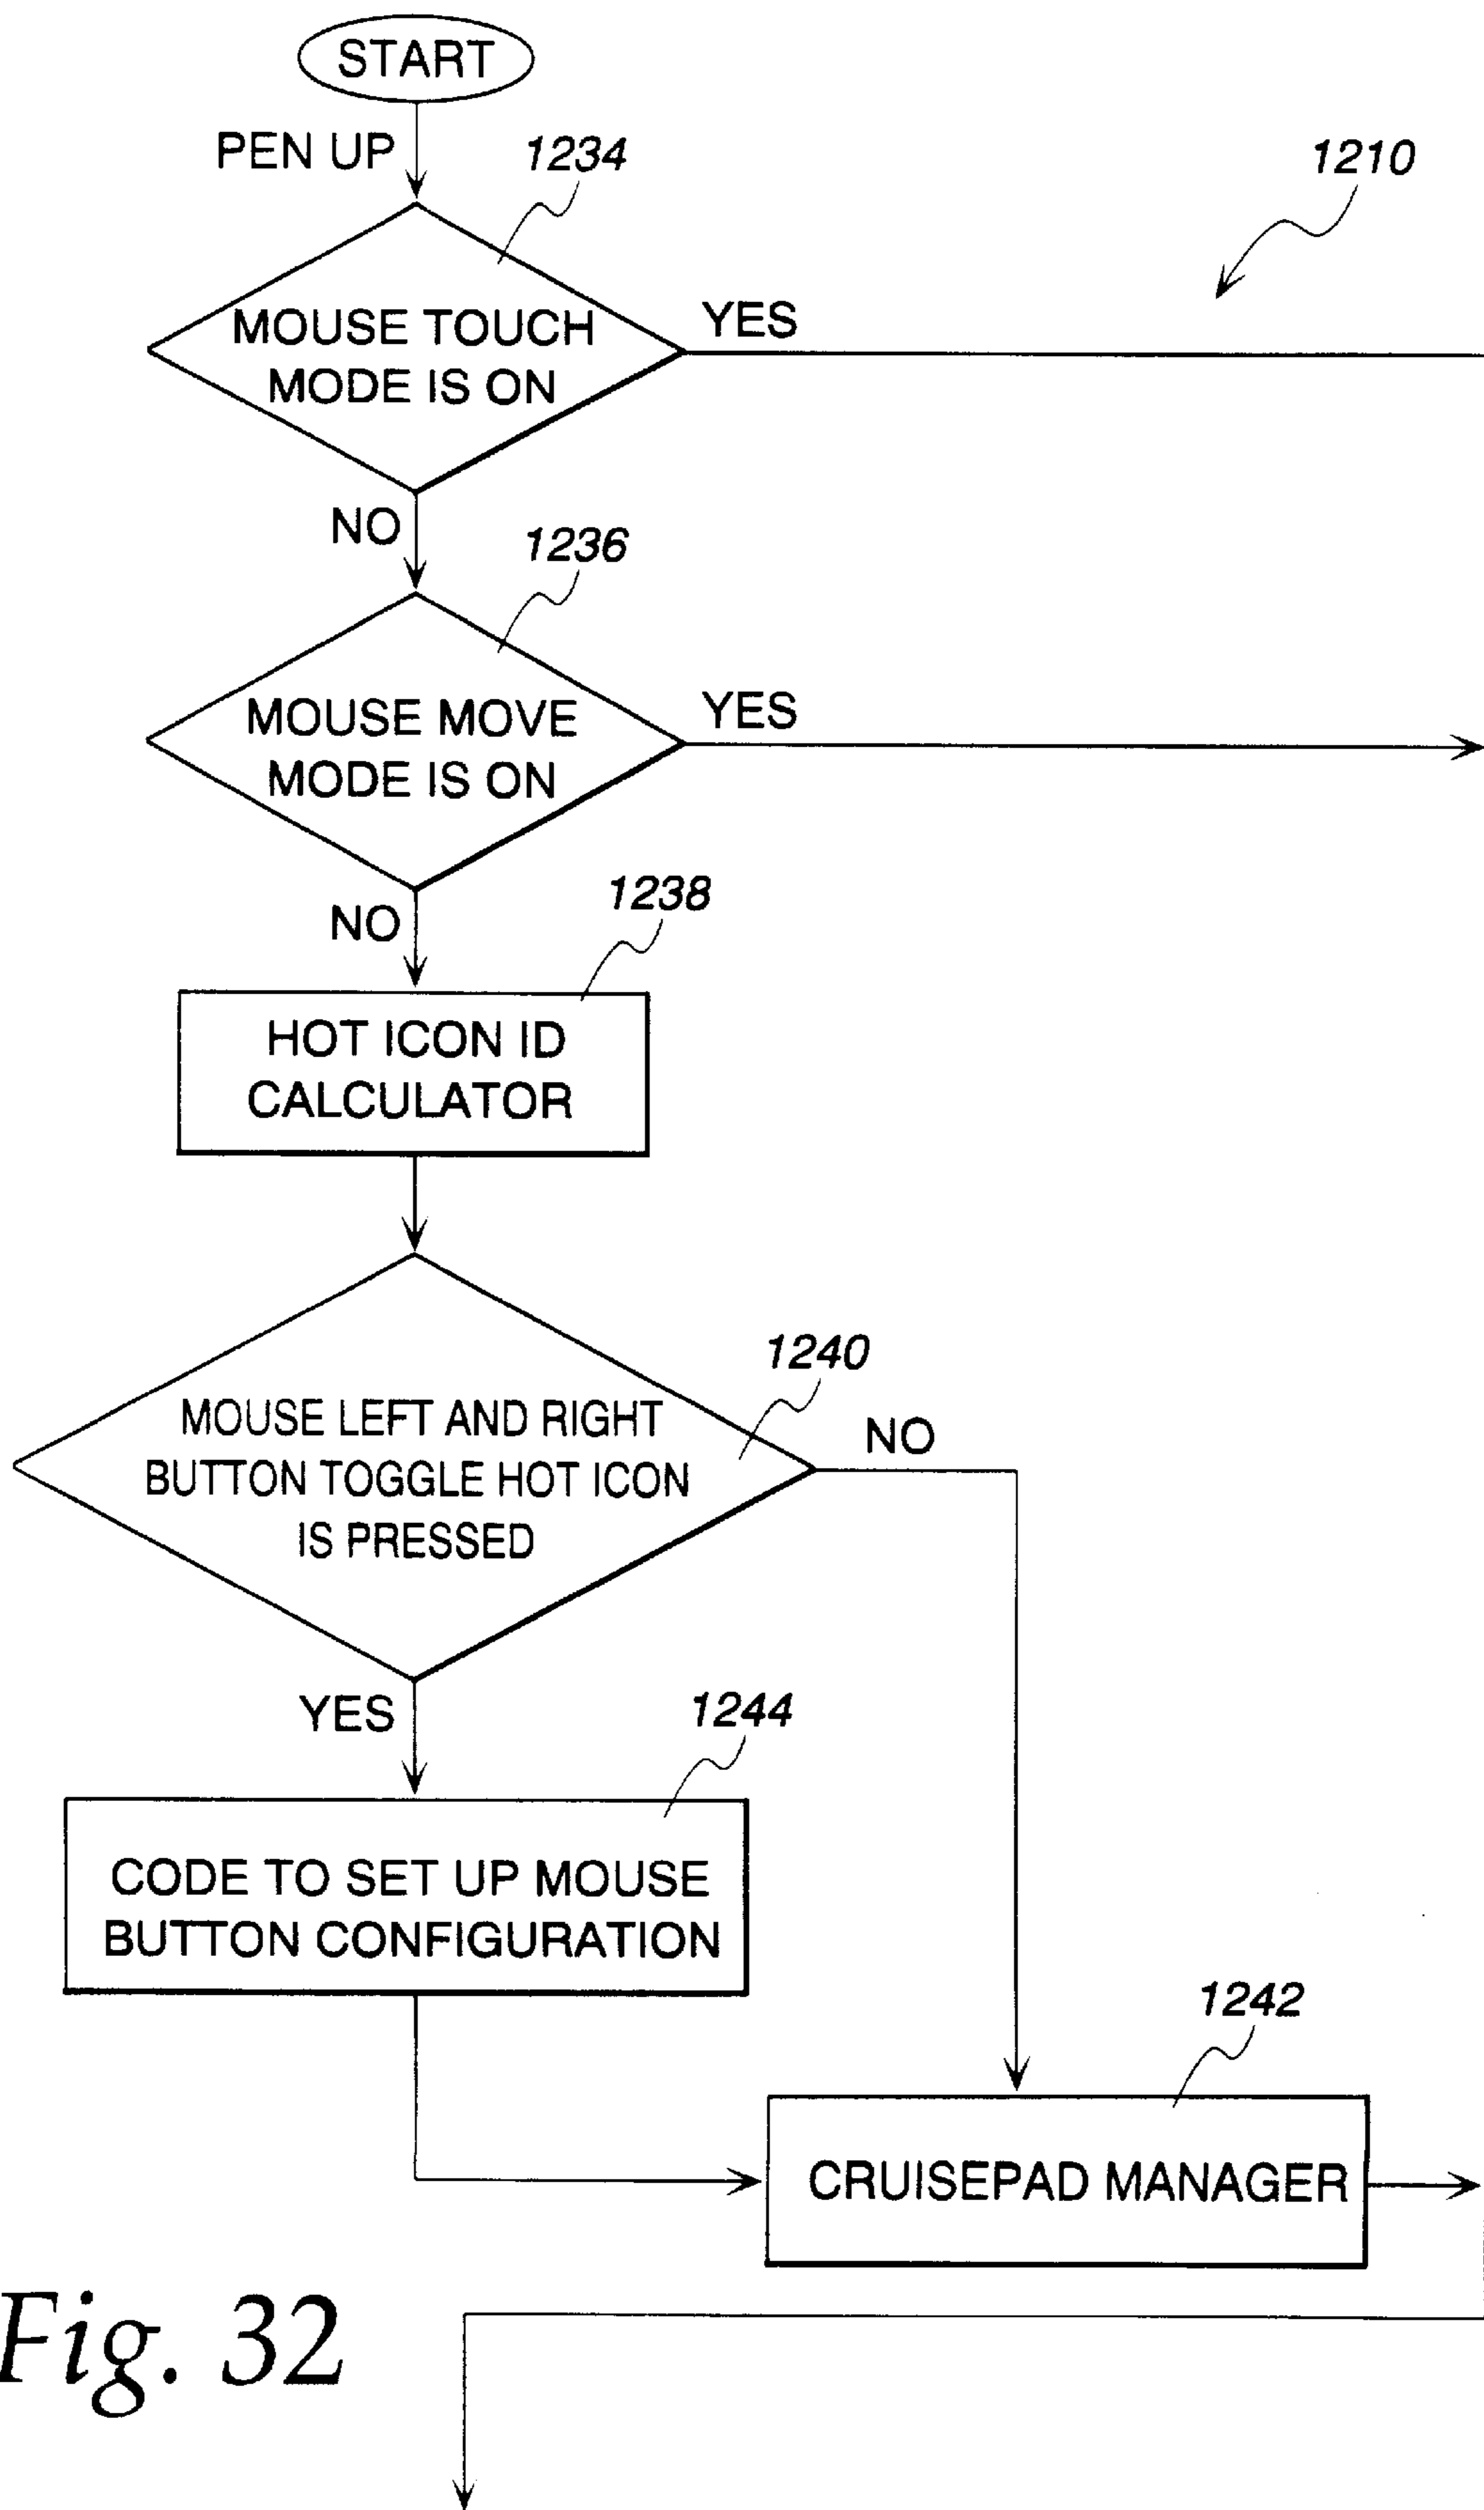 START
PEN UP
1234
1210
MOUSE TOUCH
MODE IS ON
YES
NO
1236
MOUSE MOVE
MODE IS ON
YES
NO
1238
HOT ICON ID
CALCULATOR
1240
MOUSE LEFT AND RIGHT
BUTTON TOGGLE HOT ICON
IS PRESSED
NO
YES
1244
CODE TO SET UP MOUSE
BUTTON CONFIGURATION
1242
CRUISEPAD MANAGER
Fig. 32